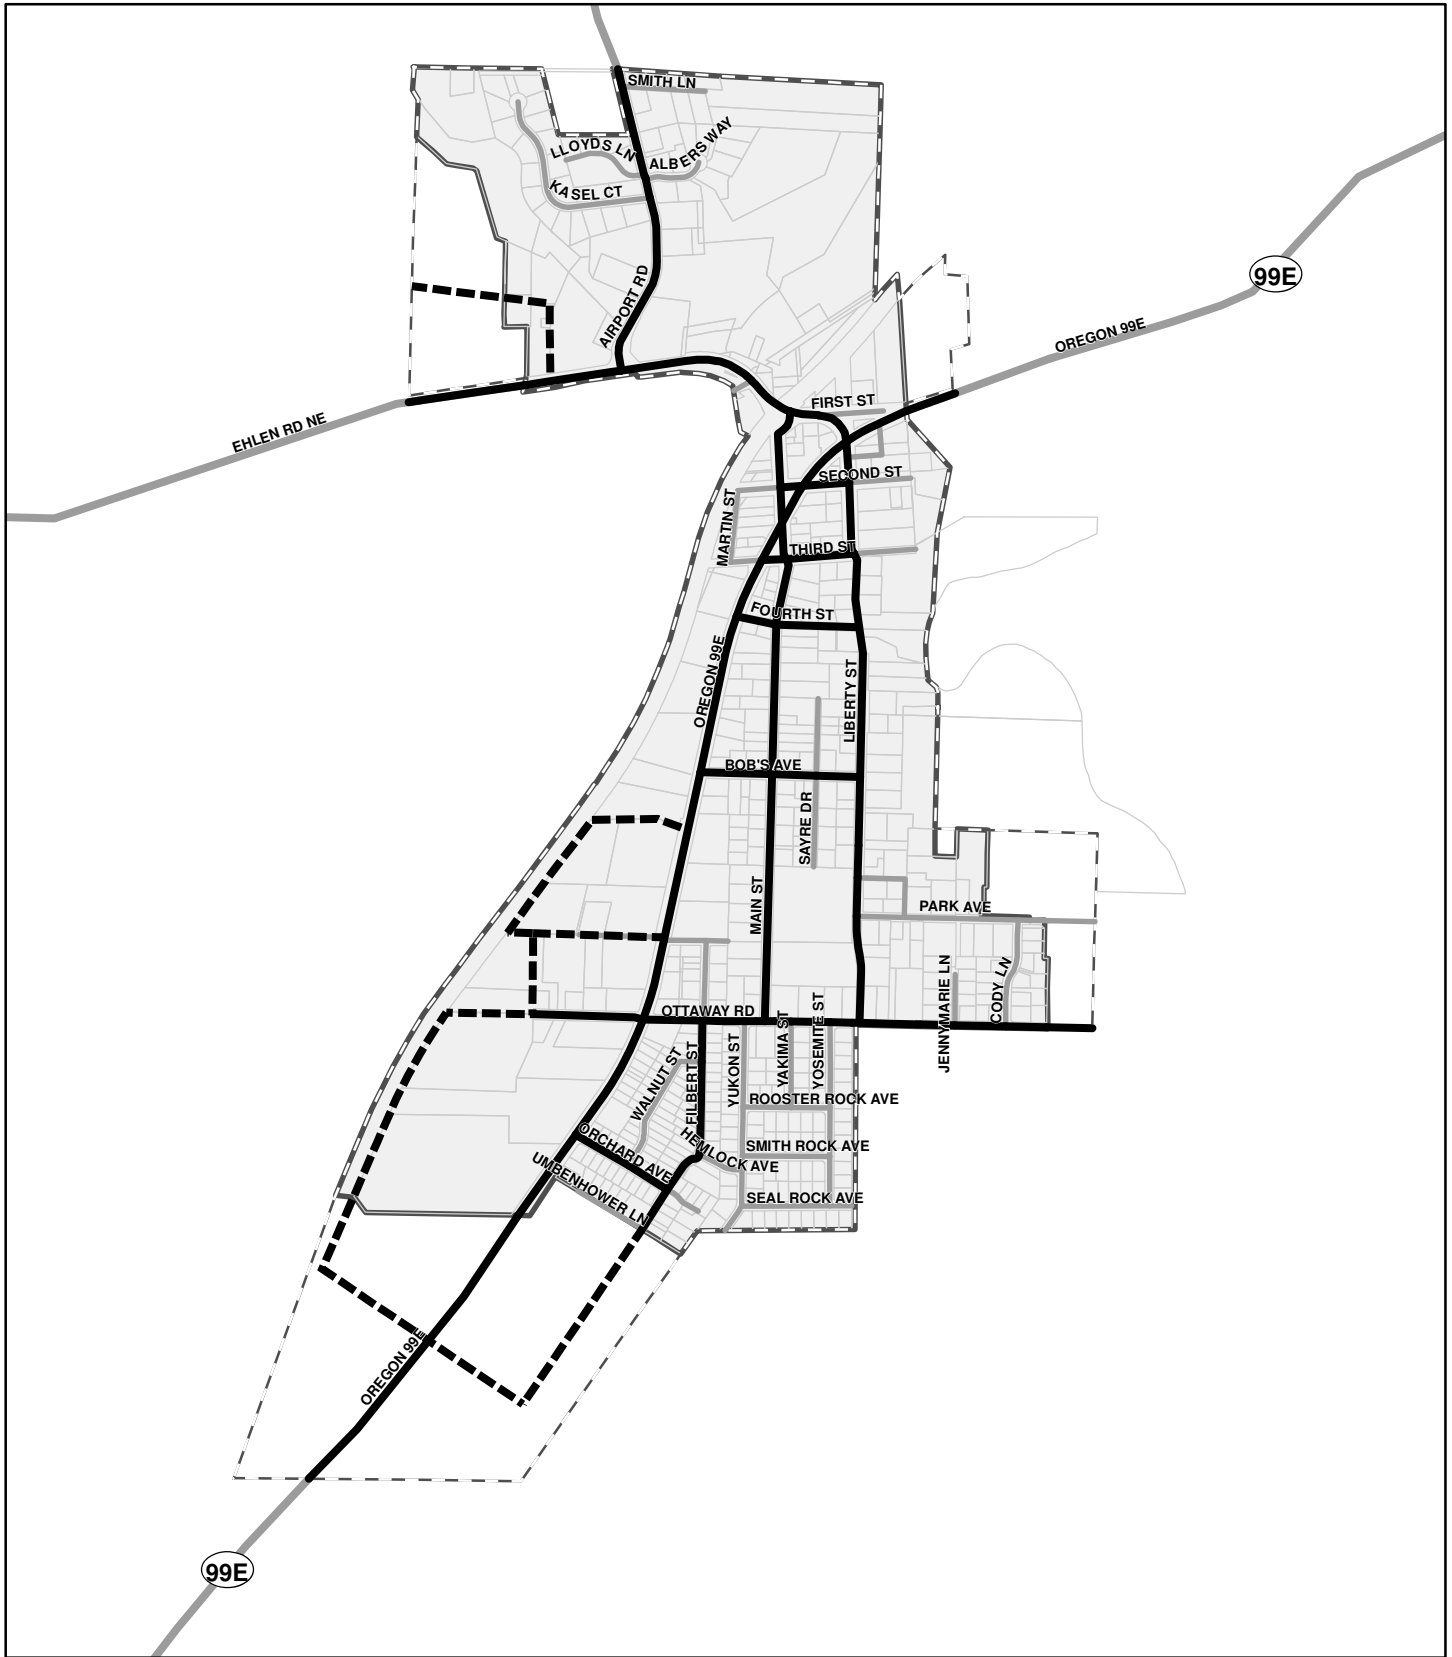 SMITH LN
ALBERS WAY
LLOYDS LN
KASEL CT
99E
AIRPORT RD
OREGON 99E
FIRST ST
EHLEN RD NE
SECOND ST
MARTIN ST
THIRD ST
FOURTH ST
OREGON 99E
LIBERTY ST
BOB'S AVE
SAYRE DR
MAIN ST
PARK AVE
JENNYMARIE LN
CODY LN
OTTAWAY RD
YOSEMITE ST
YAKIMA ST
YUKON ST
FILBERT ST
WALNUT ST
ROOSTER ROCK AVE
ORCHARD AVE
HEMLOCK AVE
SMITH ROCK AVE
UMBENHOWER LN
SEAL ROCK AVE
OREGON 99E
99E